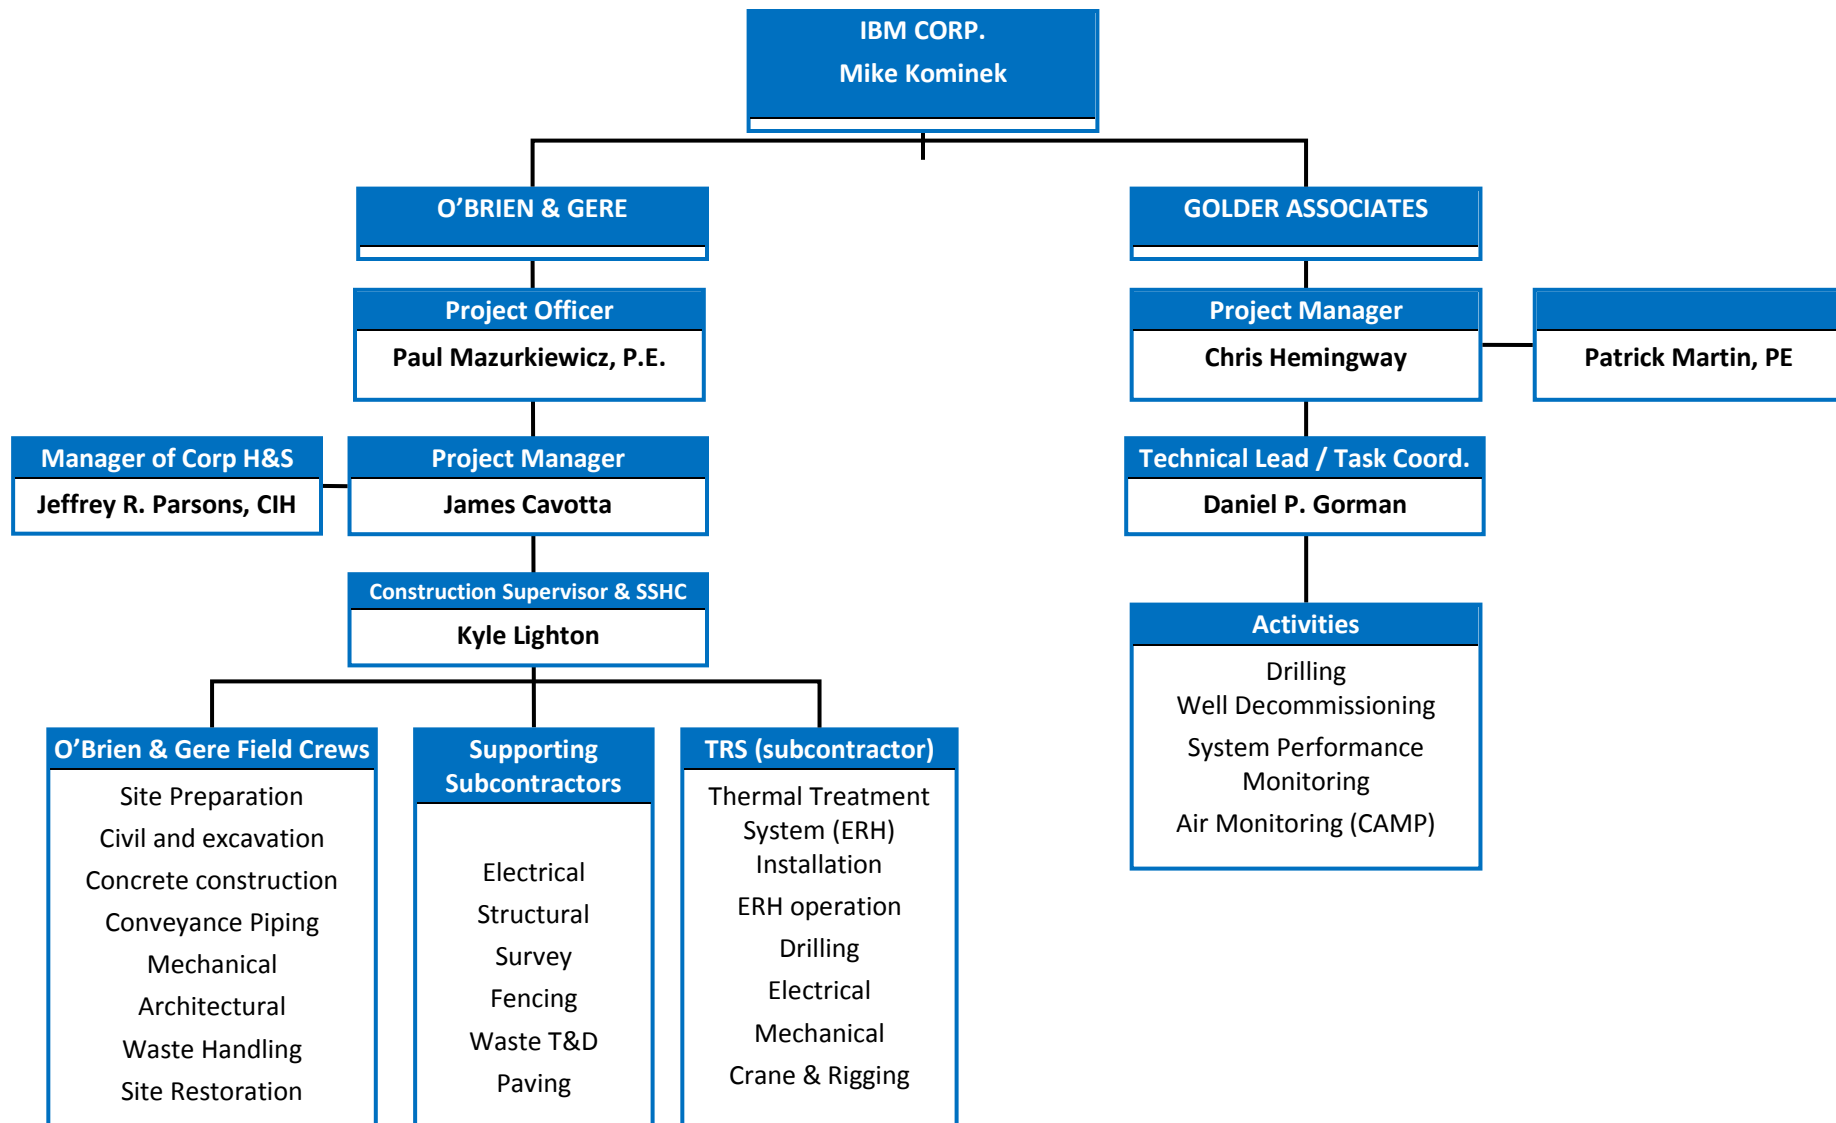 IBM CORP.
Mike Kominek
O’BRIEN & GERE
GOLDER ASSOCIATES
Project Officer
Paul Mazurkiewicz, P.E.
Project Manager
Chris Hemingway
Patrick Martin, PE
Manager of Corp H&S
Jeffrey R. Parsons, CIH
Project Manager
James Cavotta
Technical Lead / Task Coord.
Daniel P. Gorman
Construction Supervisor & SSHC
Kyle Lighton
Activities
Drilling
Well Decommissioning
System Performance
Monitoring
Air Monitoring (CAMP)
O’Brien & Gere Field Crews
Site Preparation
Civil and excavation
Concrete construction
Conveyance Piping
Mechanical
Architectural
Waste Handling
Site Restoration
Supporting
Subcontractors
Electrical
Structural
Survey
Fencing
Waste T&D
Paving
TRS (subcontractor)
Thermal Treatment
System (ERH)
Installation
ERH operation
Drilling
Electrical
Mechanical
Crane & Rigging